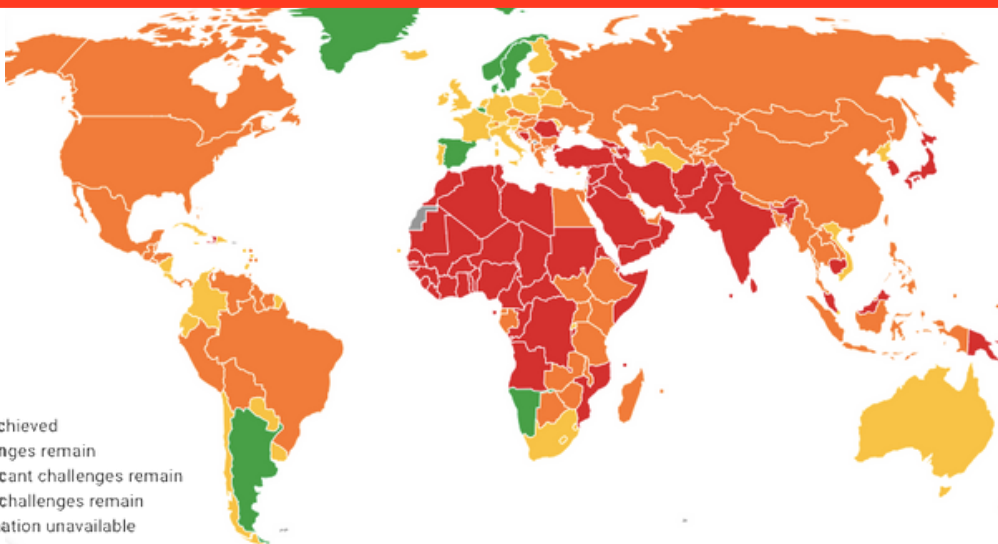 chieved
nges remain
cant challenges remain
challenges remain
ation unavailable